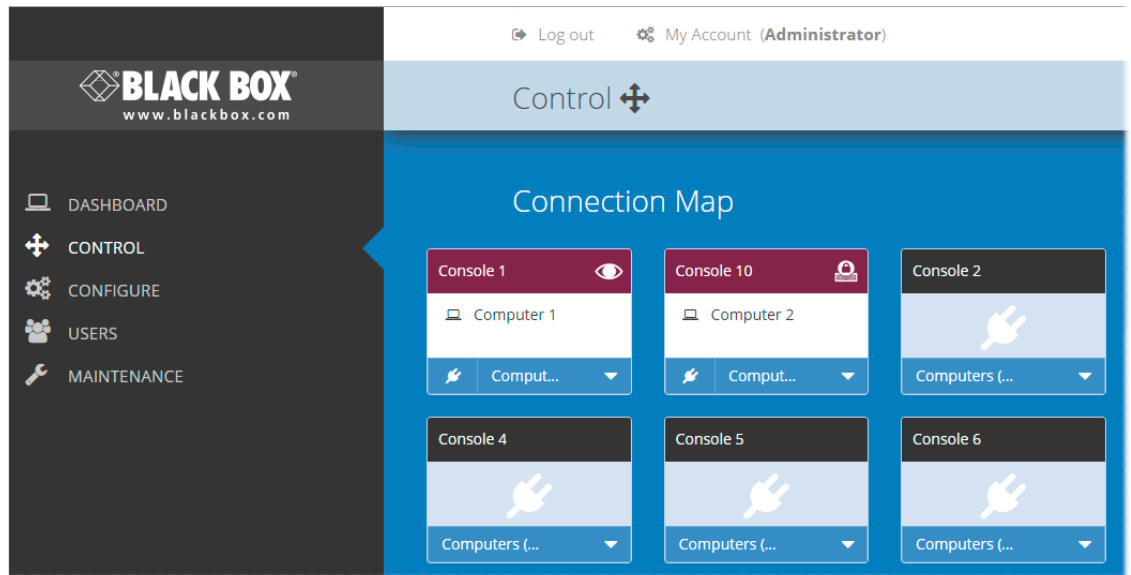 Log out My Account (Administrator)
BLACK BOX®
www.blackbox.com
Control
DASHBOARD
CONTROL
CONFIGURE
USERS
MAINTENANCE
Connection Map
Console 1 Console 10 Console 2
Computer 1 Computer 2
Comput... Comput... Computers (...
Console 4 Console 5 Console 6
Computers (... Computers (... Computers (...